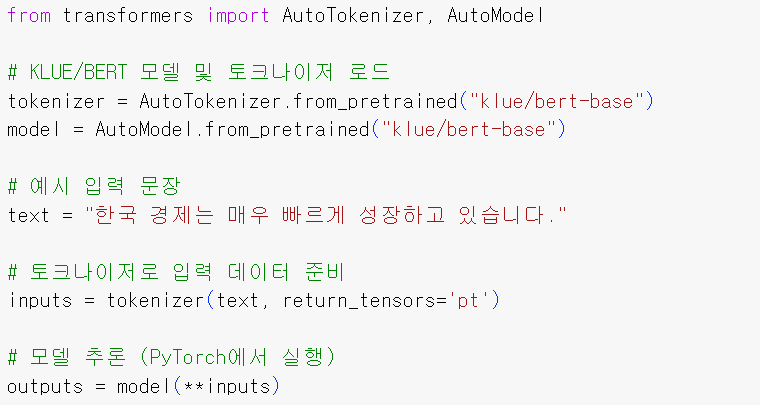 from transformers import AutoTokenizer, AutoModel
# KLUE/BERT 모델 및 토크나이저 로드
tokenizer = AutoTokenizer.from_pretrained("klue/bert-base")
model = AutoModel.from_pretrained("klue/bert-base")
# 예시 입력 문장
text = "한국 경제는 매우 빠르게 성장하고 있습니다."
# 토크나이저로 입력 데이터 준비
inputs = tokenizer(text, return_tensors='pt')
# 모델 추론 (PyTorch에서 실행)
outputs = model(**inputs)